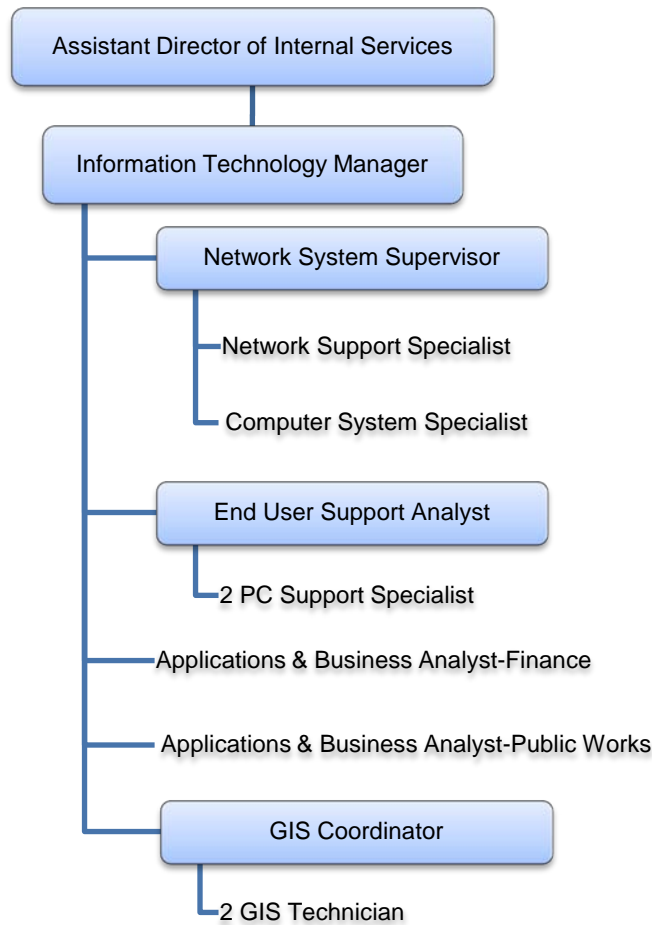 Assistant Director of Internal Services
Information Technology Manager
Network System Supervisor
Network Support Specialist
Computer System Specialist
End User Support Analyst
2 PC Support Specialist
Applications & Business Analyst-Finance
Applications & Business Analyst-Public Works
GIS Coordinator
2 GIS Technician